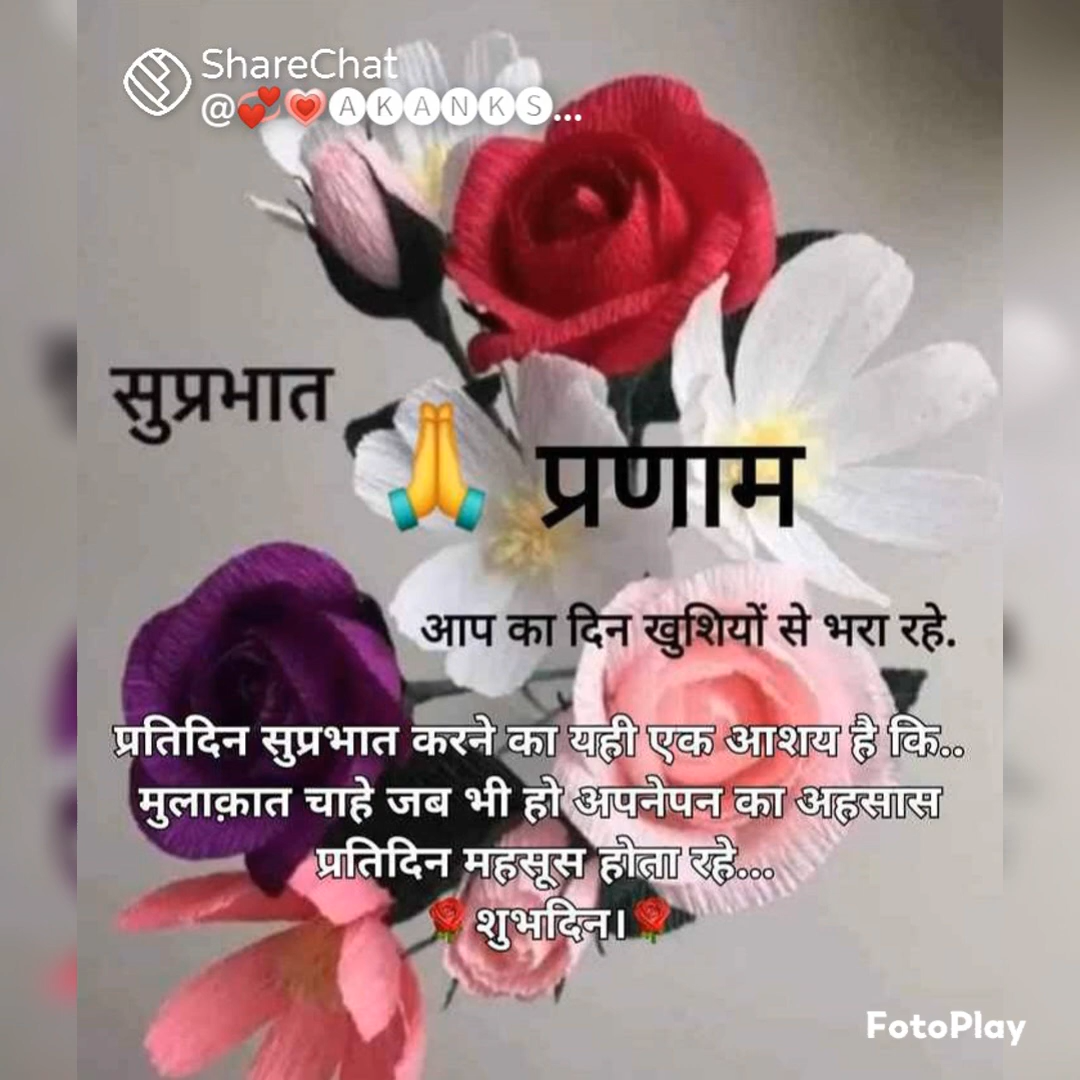 ShareChat
@💞💗🅐🅚🅐🅝🅚🅢...
सुप्रभात
🙏 प्रणाम
आप का दिन खुशियों से भरा रहे.
प्रतिदिन सुप्रभात करने का यही एक आशय है कि..
मुलाक़ात चाहे जब भी हो अपनेपन का अहसास
प्रतिदिन महसूस होता रहे...
🌹शुभदिन।🌹
FotoPlay